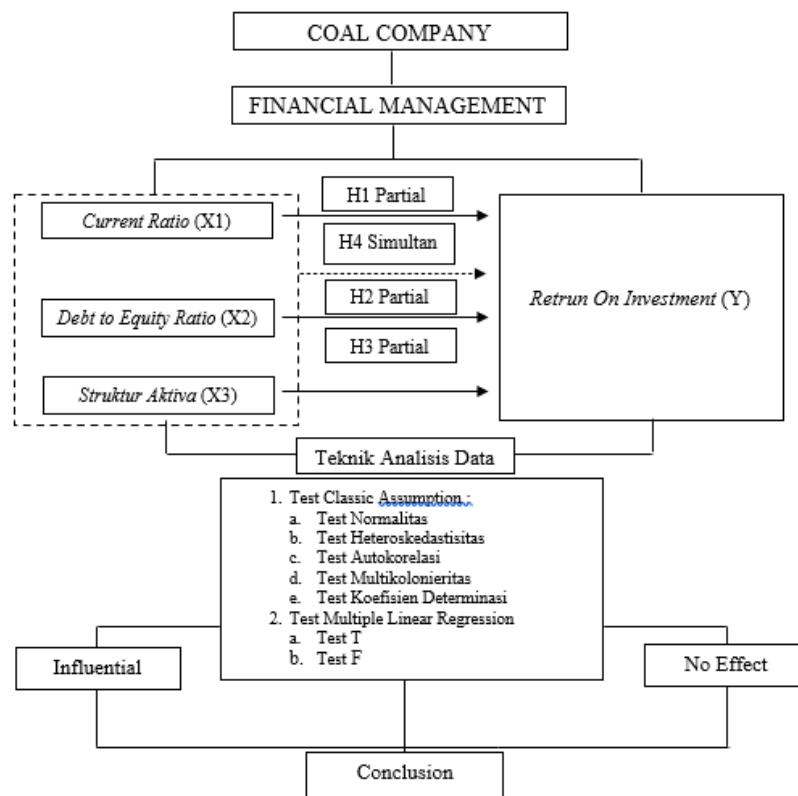 COAL COMPANY
FINANCIAL MANAGEMENT
H1 Partial
Current Ratio (X1)
H4 Simultan
H2 Partial
Debt to Equity Ratio (X2)
Retrun On Investment (Y)
H3 Partial
Struktur Aktiva (X3)
Teknik Analisis Data
1. Test Classic Assumption :
a. Test Normalitas
b. Test Heteroskedastisitas
c. Test Autokorelasi
d. Test Multikolonieritas
e. Test Koefisien Determinasi
2. Test Multiple Linear Regression
a. Test T
b. Test F
Influential
No Effect
Conclusion